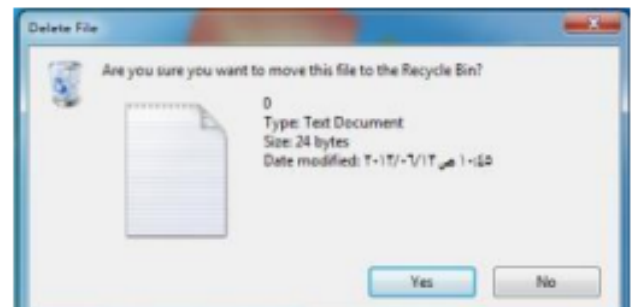 Delete File
Are you sure you want to move this file to the Recycle Bin?
0
Type: Text Document
Size: 24 bytes
Date modified: ٢٠١٢/٠٦/١٢ ص ١٠:٤٥
Yes
No